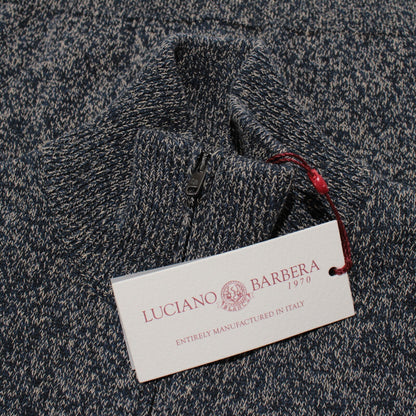 LUCIANO BARBERA
1970
ENTIRELY MANUFACTURED IN ITALY